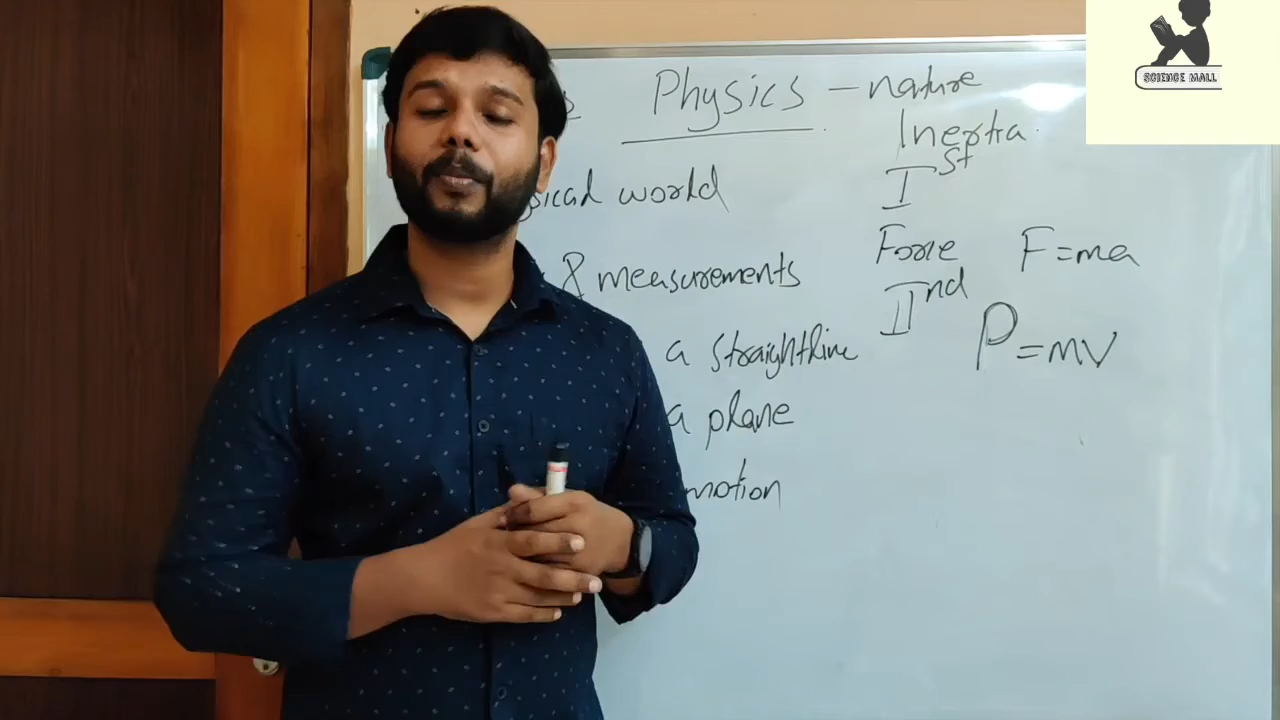 Physics - nature
Inertia
Ist
sical world
Force F=ma
& measurements
IInd
P=mv
a straightline
a plane
motion
SCIENCE MALL